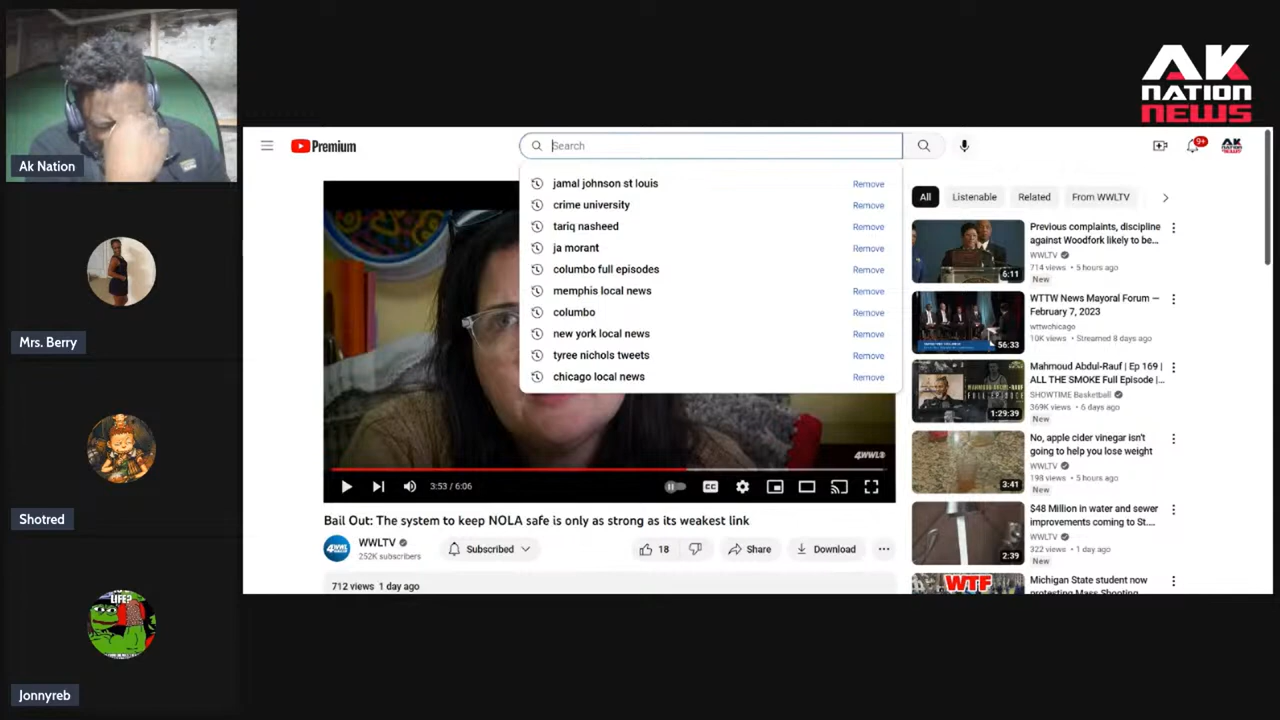 AK
NATION
NEWS
Ak Nation
Mrs. Berry
Shotred
LIFE?
Jonnyreb
Premium
Search
9+
jamal johnson st louis
Remove
crime university
Remove
tariq nasheed
Remove
ja morant
Remove
columbo full episodes
Remove
memphis local news
Remove
columbo
Remove
new york local news
Remove
tyree nichols tweets
Remove
chicago local news
Remove
4WWL
3:53 / 6:06
CC
Bail Out: The system to keep NOLA safe is only as strong as its weakest link
4WWL
WWLTV
252K subscribers
Subscribed
18
Share
Download
712 views 1 day ago
All
Listenable
Related
From WWLTV
6:11
Previous complaints, discipline
against Woodfork likely to be...
WWLTV
714 views • 5 hours ago
New
56:33
WTTW News Mayoral Forum —
February 7, 2023
wttwchicago
10K views • Streamed 8 days ago
1:29:39
Mahmoud Abdul-Rauf | Ep 169 |
ALL THE SMOKE Full Episode |...
SHOWTIME Basketball
369K views • 6 days ago
New
3:41
No, apple cider vinegar isn't
going to help you lose weight
WWLTV
198 views • 5 hours ago
New
2:39
$48 Million in water and sewer
improvements coming to St....
WWLTV
322 views • 1 day ago
New
WTF
Michigan State student now
protesting Mass Shooting